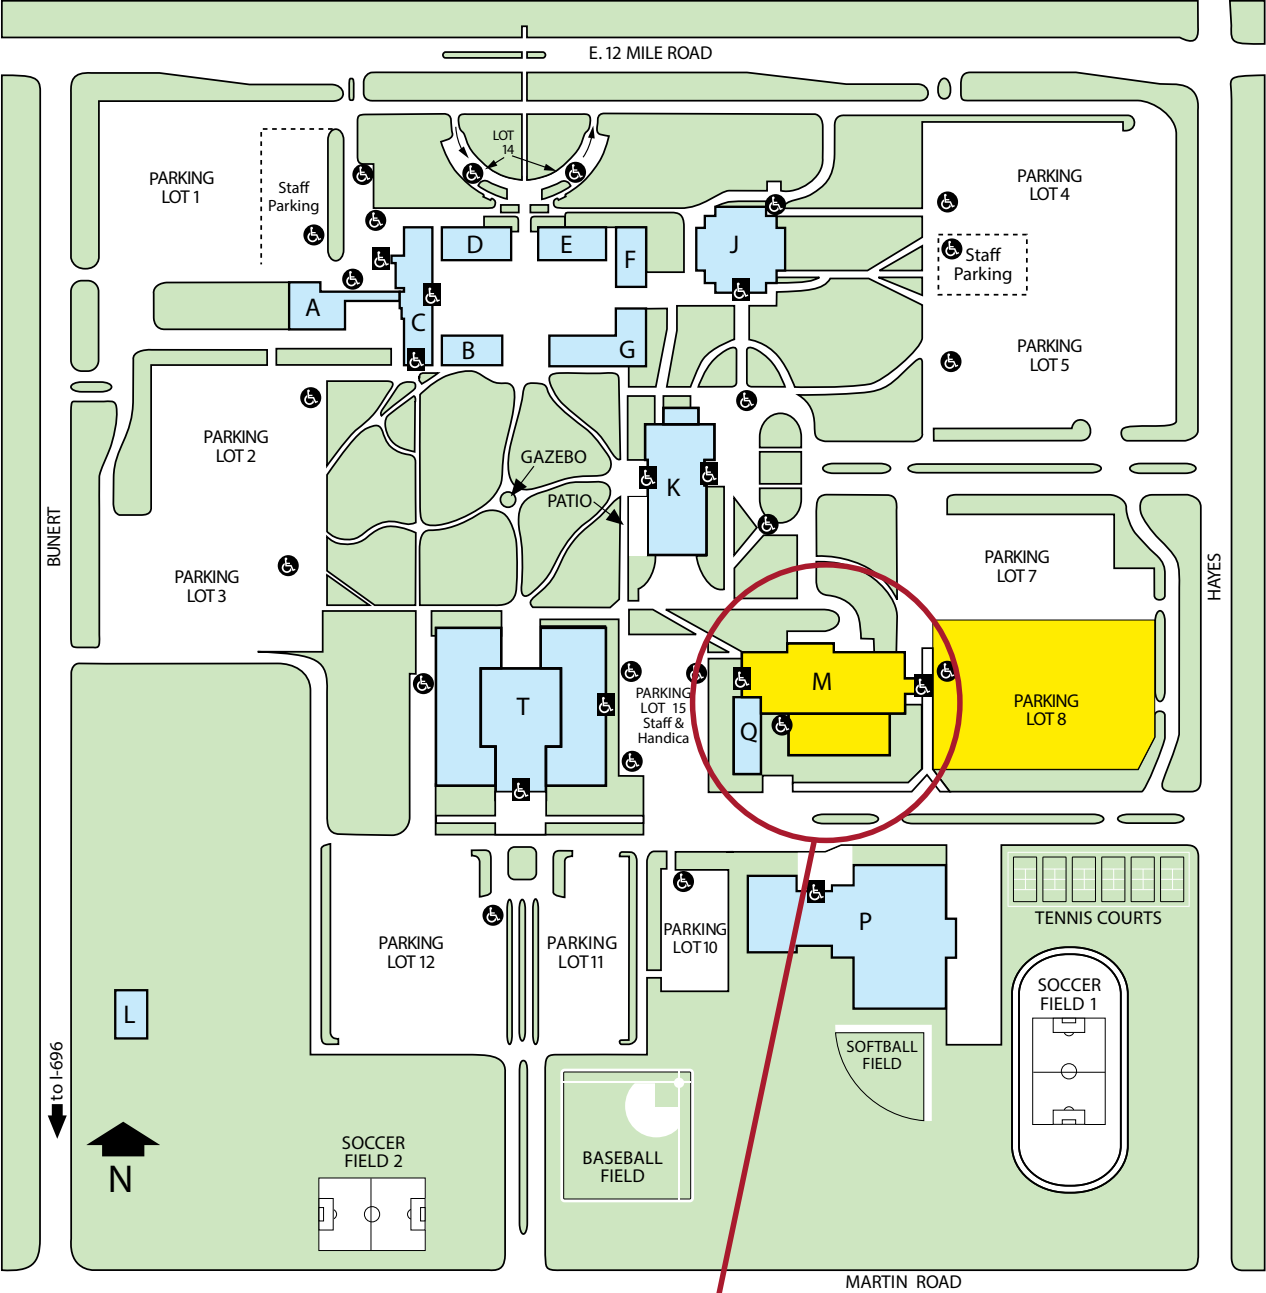 E. 12 MILE ROAD
LOT
14
PARKING
LOT 1
Staff
Parking
PARKING
LOT 4
Staff
Parking
D
E
F
J
A
C
B
G
PARKING
LOT 5
PARKING
LOT 2
GAZEBO
PATIO
K
BUNERT
HAYES
PARKING
LOT 3
PARKING
LOT 7
M
T
Q
PARKING
LOT 15
Staff &
Handica
PARKING
LOT 8
P
TENNIS COURTS
PARKING
LOT 12
PARKING
LOT 11
PARKING
LOT 10
L
SOCCER
FIELD 1
SOFTBALL
FIELD
to I-696
N
SOCCER
FIELD 2
BASEBALL
FIELD
MARTIN ROAD